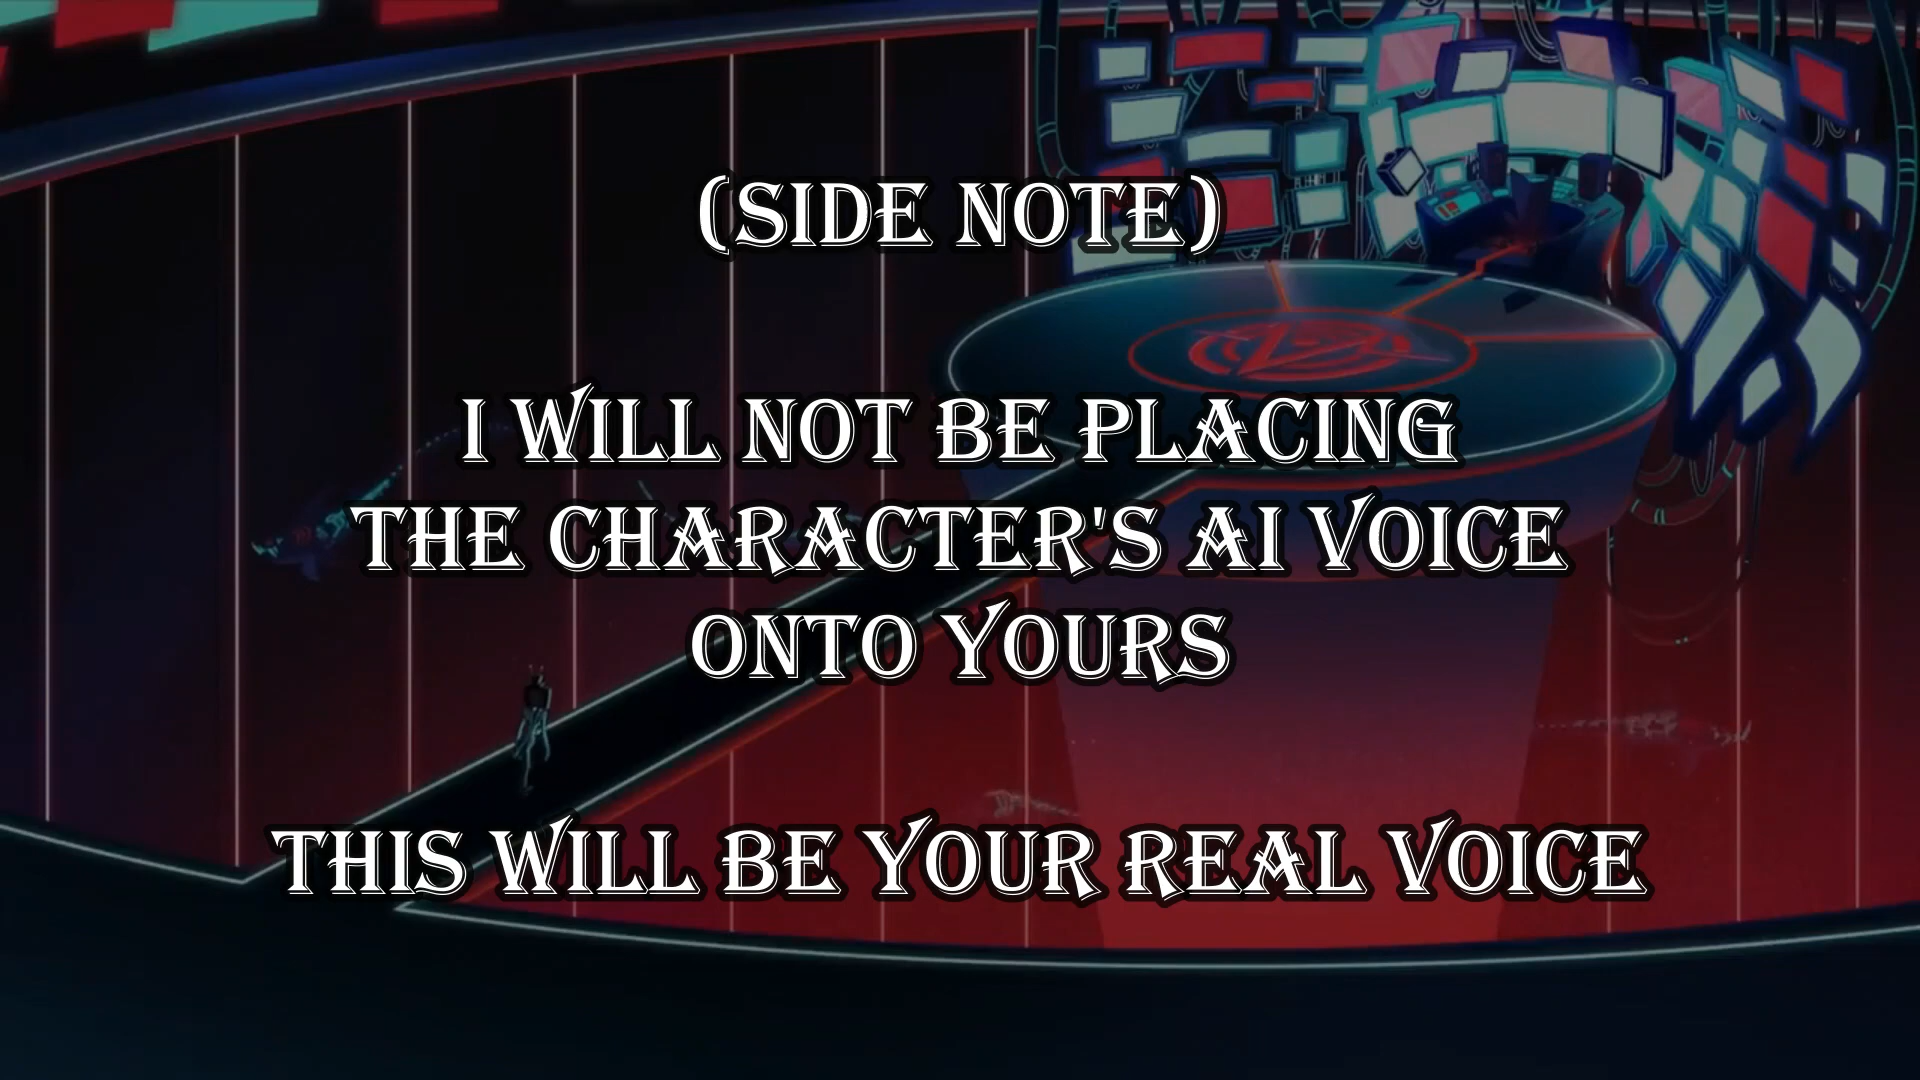 (SIDE NOTE)
I WILL NOT BE PLACING
THE CHARACTER'S AI VOICE
ONTO YOURS
THIS WILL BE YOUR REAL VOICE